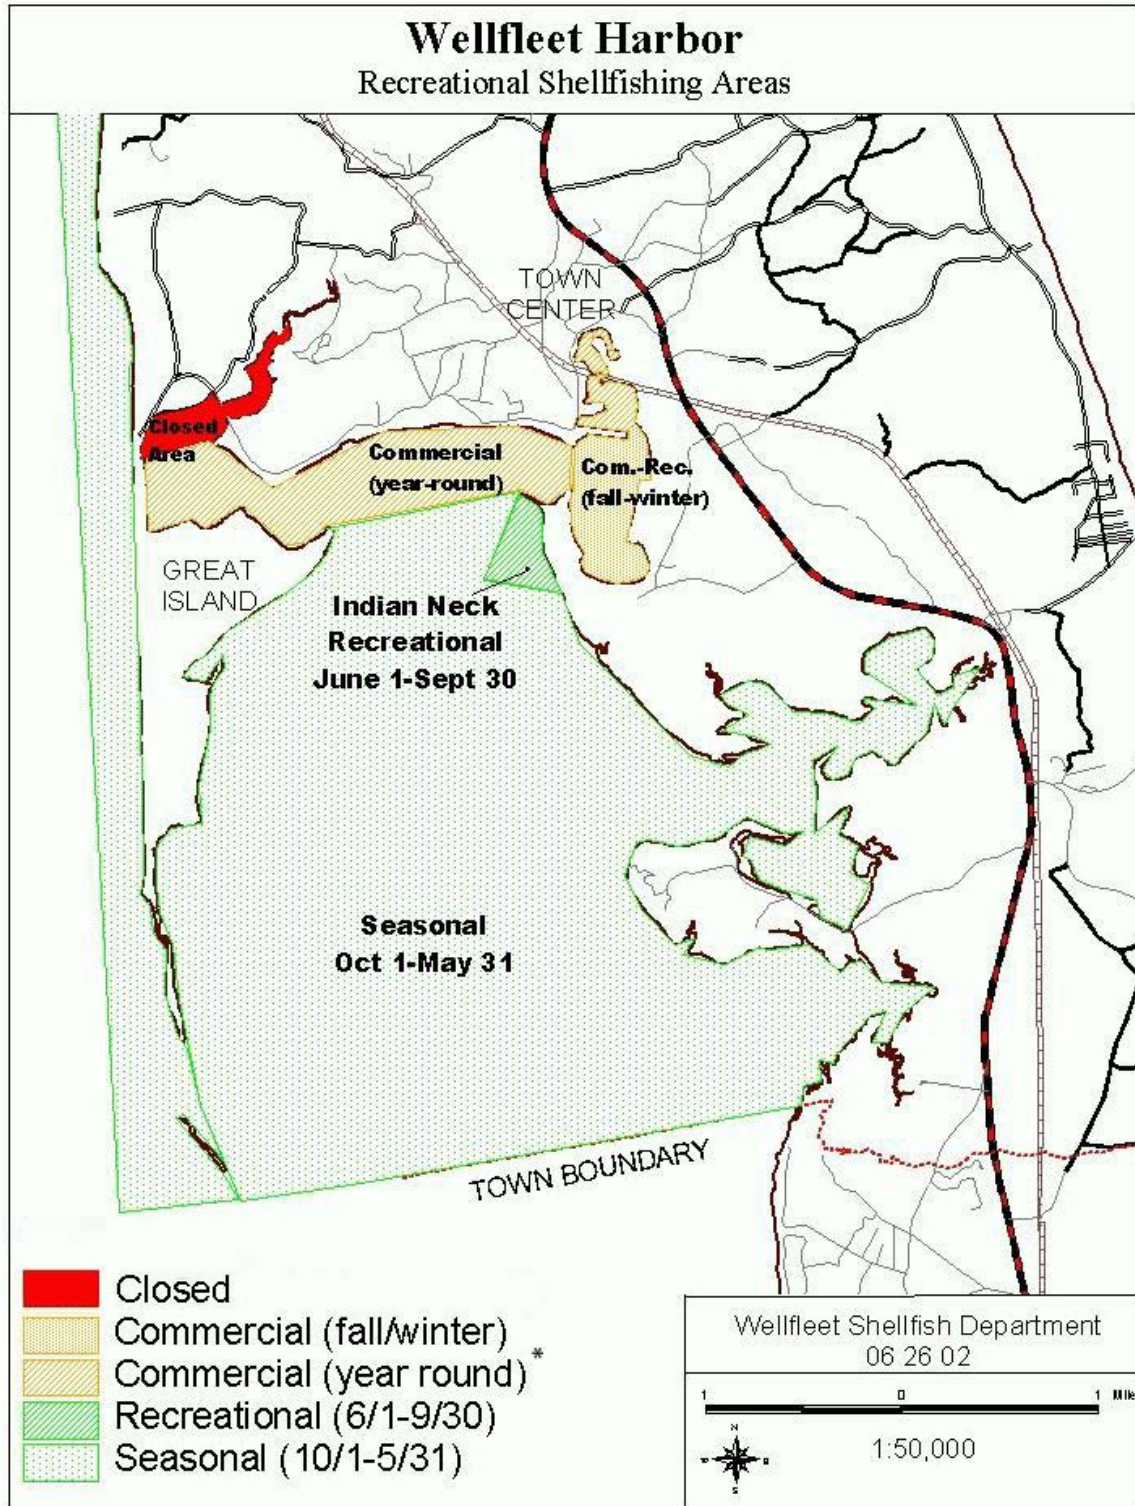 Wellfleet Harbor
Recreational Shellfishing Areas
TOWN
CENTER
Closed
Area
Commercial
(year-round)
Com.-Rec.
(fall-winter)
GREAT
ISLAND
Indian Neck
Recreational
June 1-Sept 30
Seasonal
Oct 1-May 31
TOWN BOUNDARY
Closed
Commercial (fall/winter)
Commercial (year round)*
Recreational (6/1-9/30)
Seasonal (10/1-5/31)
Wellfleet Shellfish Department
06 26 02
1 0 1 Mile
N
S
1:50,000